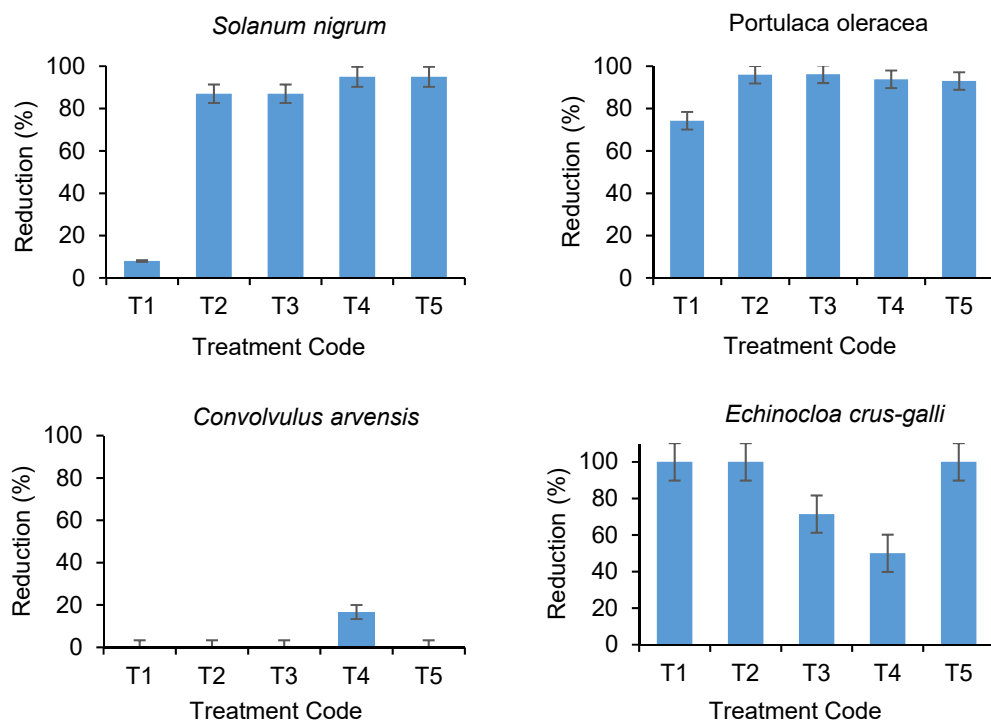 Solanum nigrum
Reduction (%)
100
80
60
40
20
0
T1 T2 T3 T4 T5
Treatment Code
Portulaca oleracea
Reduction (%)
100
80
60
40
20
0
T1 T2 T3 T4 T5
Treatment Code
Convolvulus arvensis
Reduction (%)
100
80
60
40
20
0
T1 T2 T3 T4 T5
Treatment Code
Echinocloa crus-galli
Reduction (%)
100
80
60
40
20
0
T1 T2 T3 T4 T5
Treatment Code